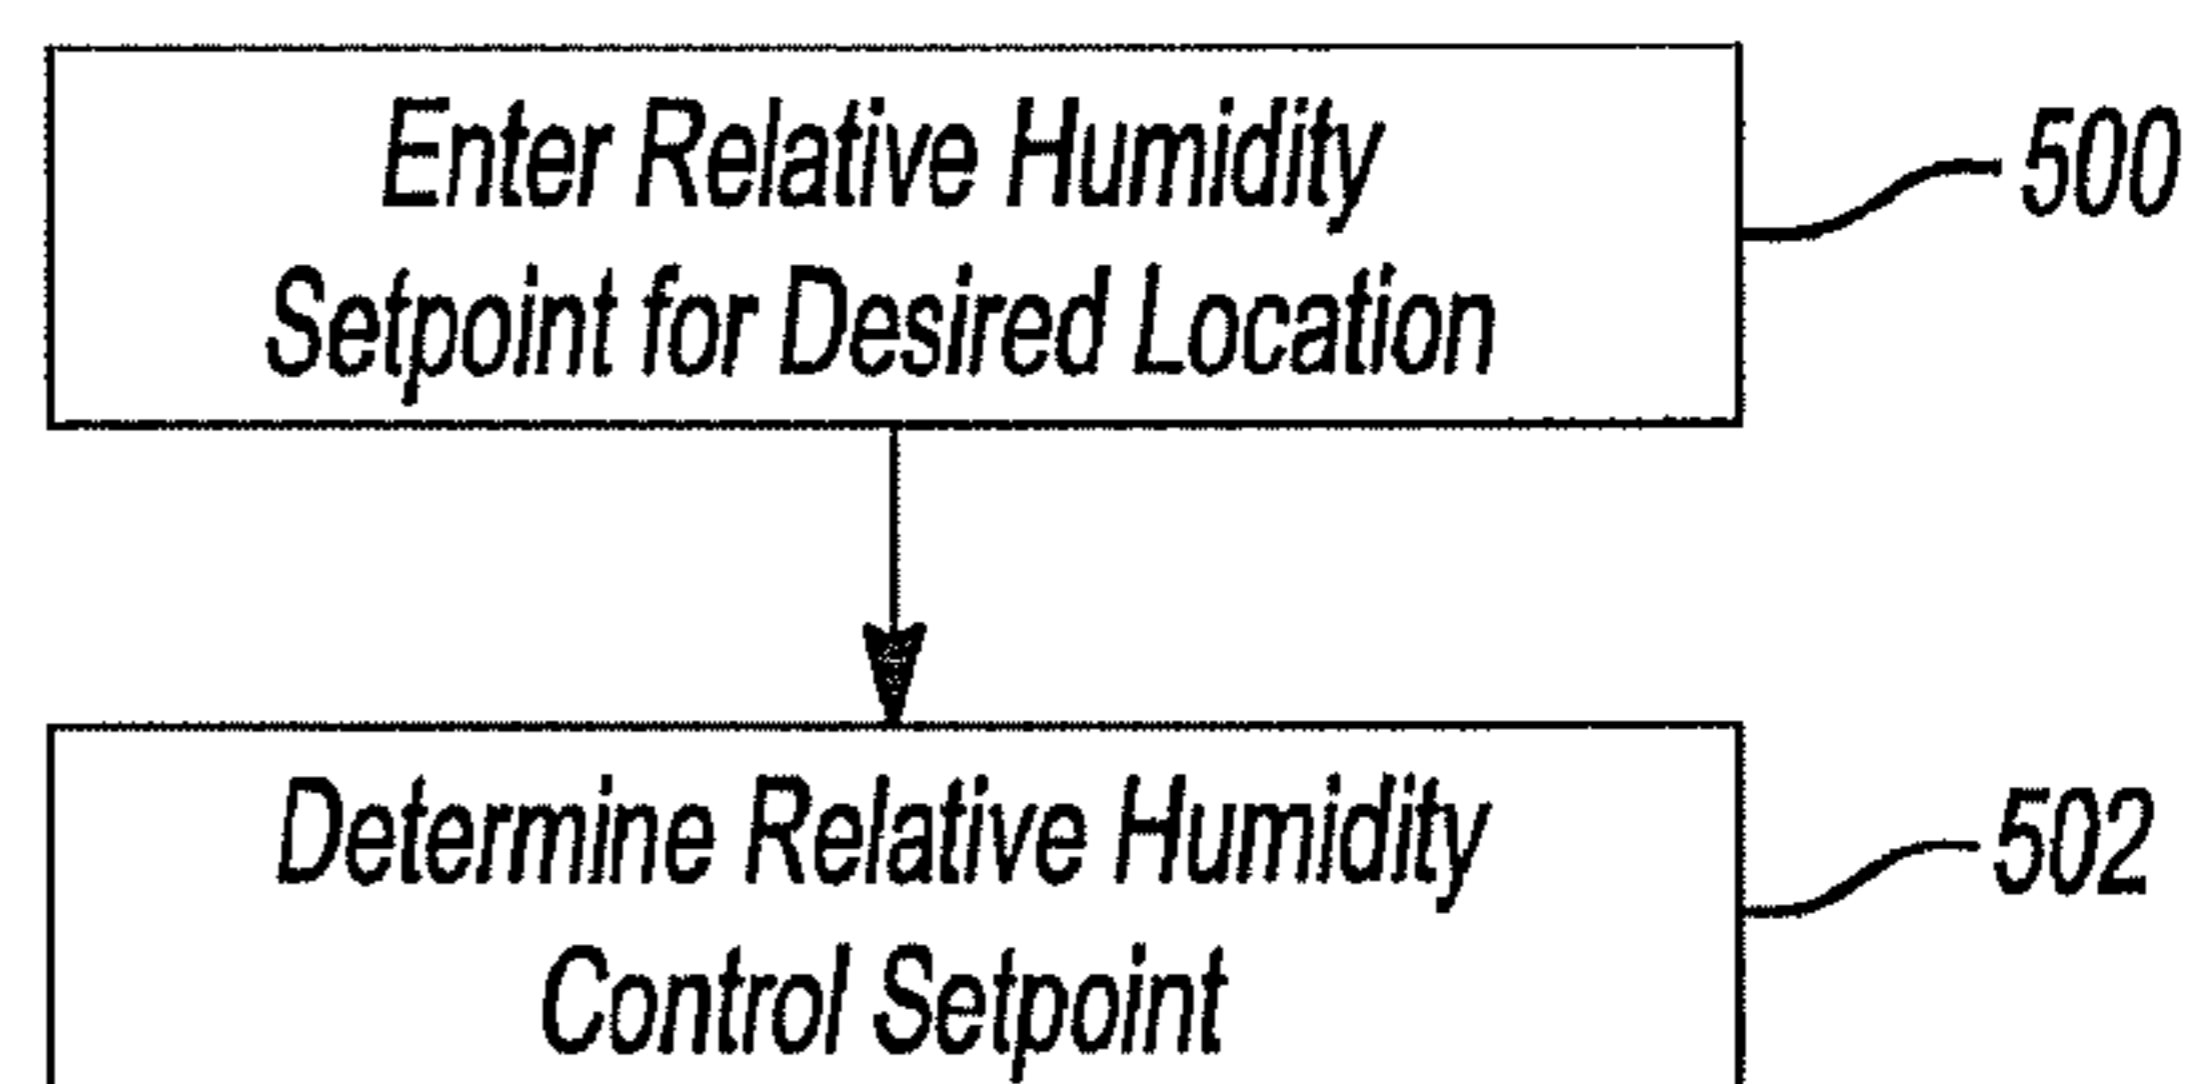 Enter Relative Humidity
Setpoint for Desired Location
500
Determine Relative Humidity
Control Setpoint
502